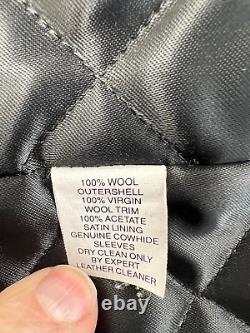 100% WOOL
OUTERSHELL
100% VIRGIN
WOOL TRIM
100% ACETATE
SATIN LINING
GENUINE COWHIDE
SLEEVES
DRY CLEAN ONLY
BY EXPERT
LEATHER CLEANER
ebay